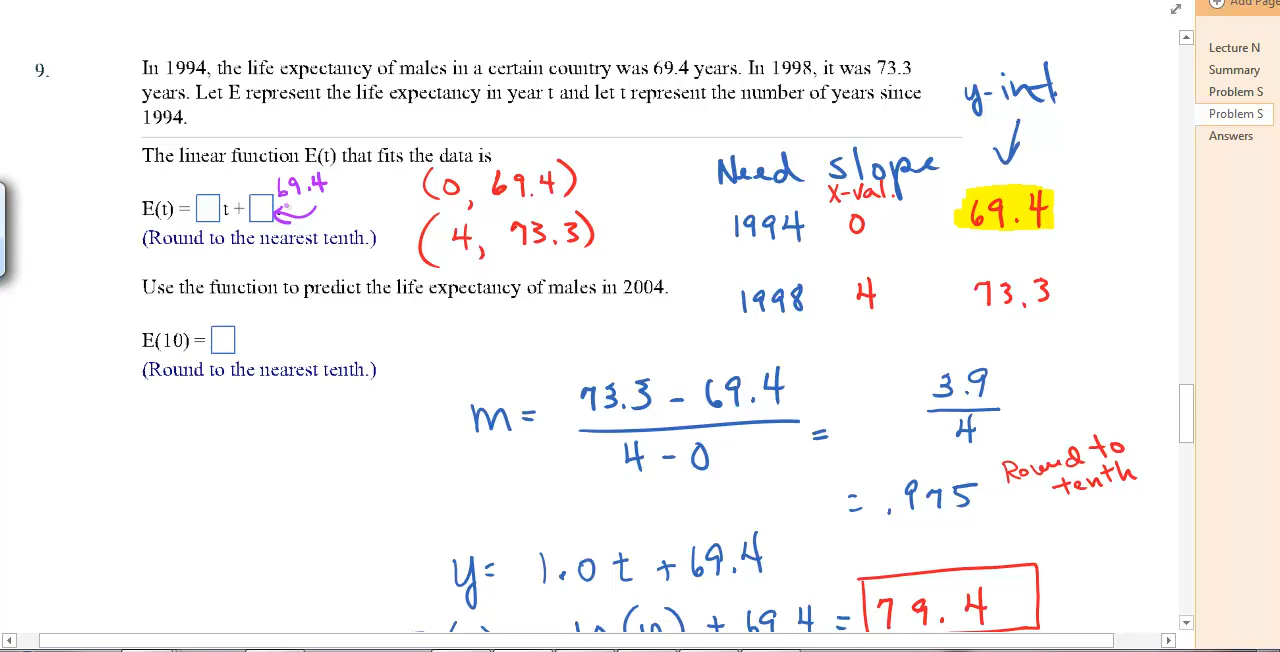 Add Page
Lecture N
Summary
Problem S
Problem S
Answers
9.
In 1994, the life expectancy of males in a certain country was 69.4 years. In 1998, it was 73.3
years. Let E represent the life expectancy in year t and let t represent the number of years since
1994.
y-int.
The linear function E(t) that fits the data is
69.4
E(t) = t +
(Round to the nearest tenth.)
(0, 69.4)
(4, 73.3)
Need slope
x-val.
1994 0 69.4
1998 4 73.3
Use the function to predict the life expectancy of males in 2004.
E(10) =
(Round to the nearest tenth.)
m = 73.3 - 69.4
4 - 0
= 3.9
4
= .975
Round to
tenth
y= 1.0 t + 69.4
(10) + 69.4 = 79.4